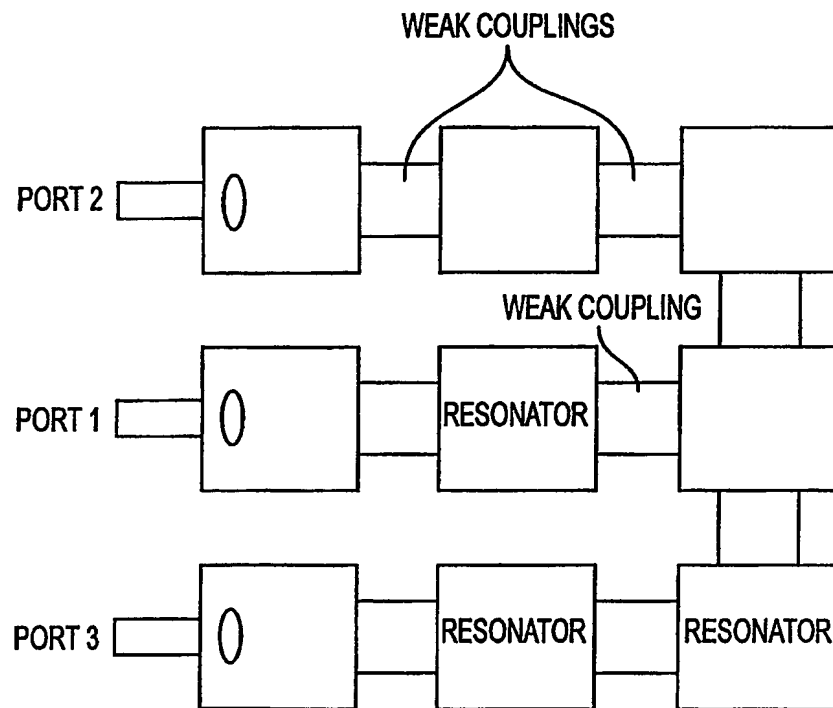 WEAK COUPLINGS
PORT 2
WEAK COUPLING
PORT 1
RESONATOR
PORT 3
RESONATOR
RESONATOR